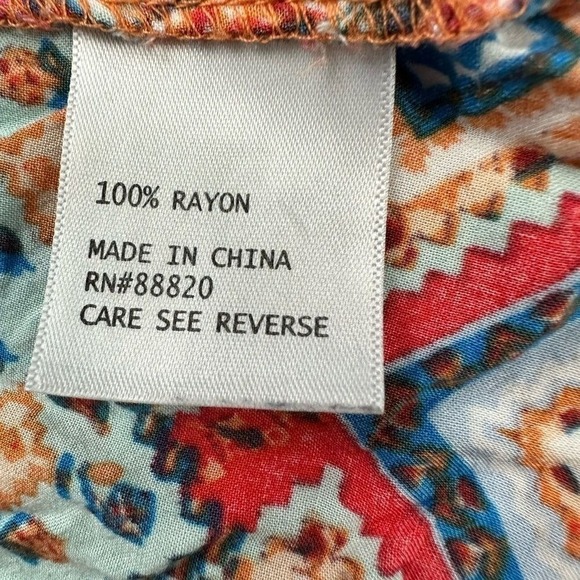 100% RAYON
MADE IN CHINA
RN#88820
CARE SEE REVERSE